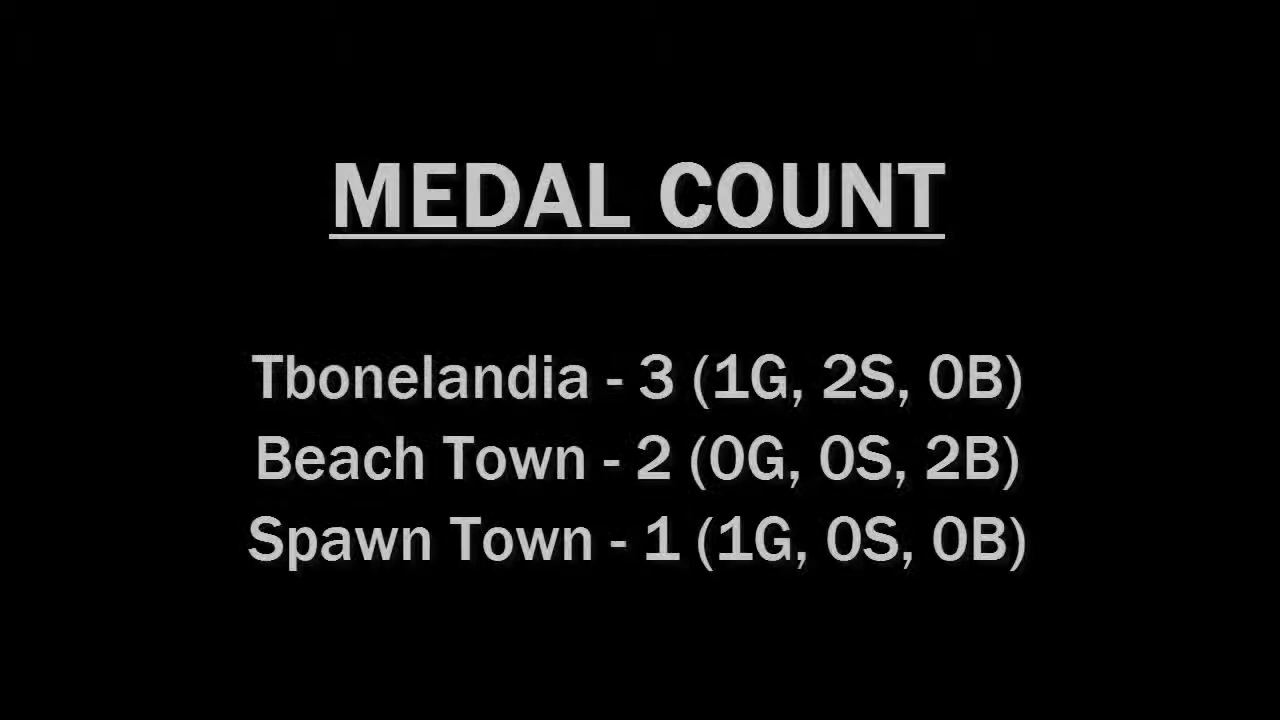 MEDAL COUNT
Tbonelandia - 3 (1G, 2S, 0B)
Beach Town - 2 (0G, 0S, 2B)
Spawn Town - 1 (1G, 0S, 0B)